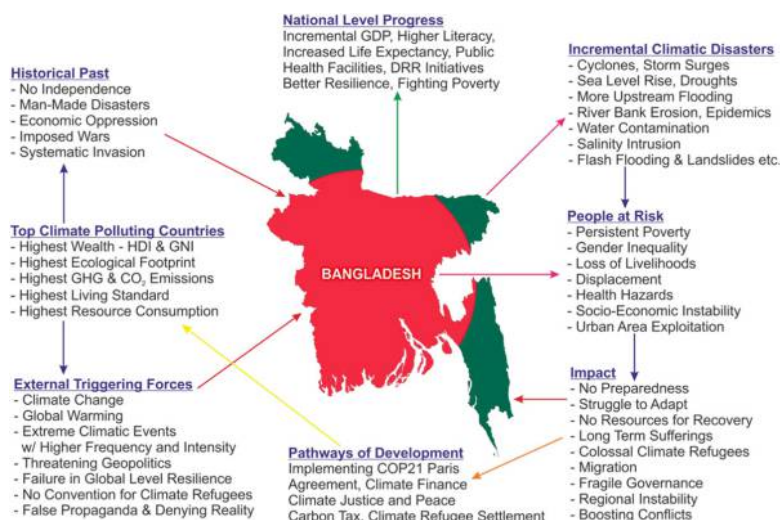 National Level Progress
Incremental GDP, Higher Literacy,
Increased Life Expectancy, Public
Health Facilities, DRR Initiatives
Better Resilience, Fighting Poverty
Historical Past
- No Independence
- Man-Made Disasters
- Economic Oppression
- Imposed Wars
- Systematic Invasion
Incremental Climatic Disasters
- Cyclones, Storm Surges
- Sea Level Rise, Droughts
- More Upstream Flooding
- River Bank Erosion, Epidemics
- Water Contamination
- Salinity Intrusion
- Flash Flooding & Landslides etc.
Top Climate Polluting Countries
- Highest Wealth - HDI & GNI
- Highest Ecological Footprint
- Highest GHG & CO2 Emissions
- Highest Living Standard
- Highest Resource Consumption
BANGLADESH
People at Risk
- Persistent Poverty
- Gender Inequality
- Loss of Livelihoods
- Displacement
- Health Hazards
- Socio-Economic Instability
- Urban Area Exploitation
External Triggering Forces
- Climate Change
- Global Warming
- Extreme Climatic Events
w/ Higher Frequency and Intensity
- Threatening Geopolitics
- Failure in Global Level Resilience
- No Convention for Climate Refugees
- False Propaganda & Denying Reality
Pathways of Development
Implementing COP21 Paris
Agreement, Climate Finance
Climate Justice and Peace
Carbon Tax, Climate Refugee Settlement
Impact
- No Preparedness
- Struggle to Adapt
- No Resources for Recovery
- Long Term Sufferings
- Colossal Climate Refugees
- Migration
- Fragile Governance
- Regional Instability
- Boosting Conflicts